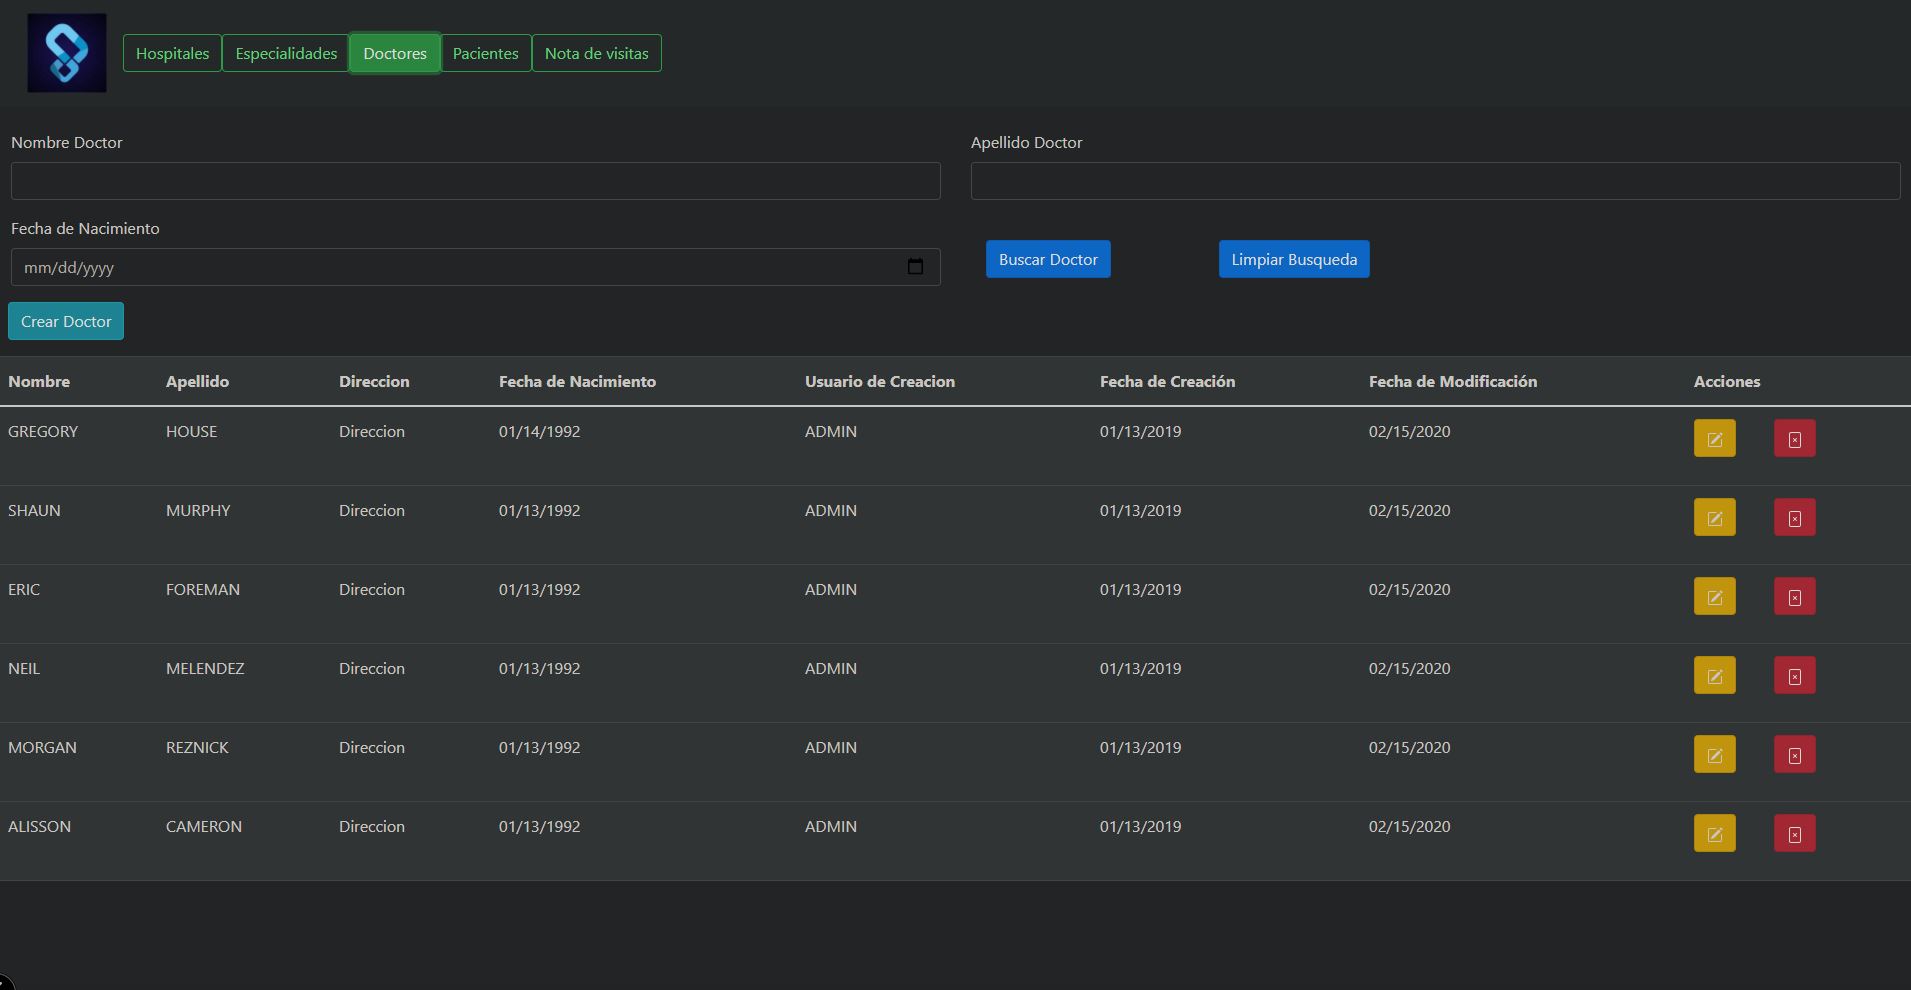 Hospitales Especialidades Doctores Pacientes Nota de visitas
Nombre Doctor Apellido Doctor
Fecha de Nacimiento
mm/dd/yyyy Buscar Doctor Limpiar Busqueda
Crear Doctor
Nombre Apellido Direccion Fecha de Nacimiento Usuario de Creacion Fecha de Creación Fecha de Modificación Acciones
GREGORY HOUSE Direccion 01/14/1992 ADMIN 01/13/2019 02/15/2020
SHAUN MURPHY Direccion 01/13/1992 ADMIN 01/13/2019 02/15/2020
ERIC FOREMAN Direccion 01/13/1992 ADMIN 01/13/2019 02/15/2020
NEIL MELENDEZ Direccion 01/13/1992 ADMIN 01/13/2019 02/15/2020
MORGAN REZNICK Direccion 01/13/1992 ADMIN 01/13/2019 02/15/2020
ALISSON CAMERON Direccion 01/13/1992 ADMIN 01/13/2019 02/15/2020